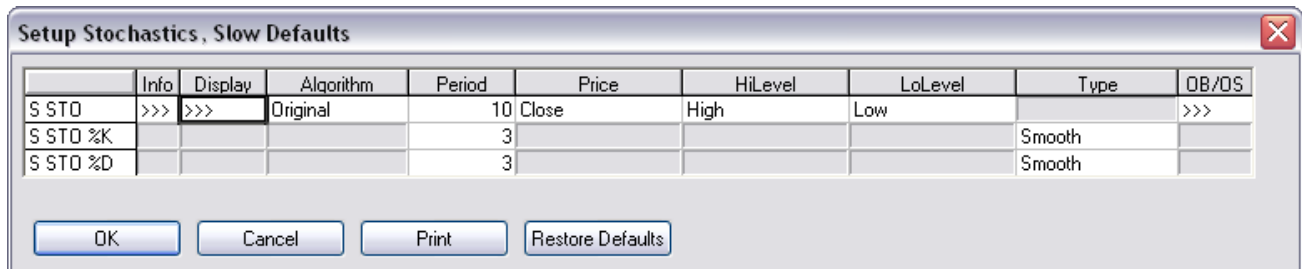 Setup Stochastics, Slow Defaults
Info Display Algorithm Period Price HiLevel LoLevel Type OB/OS
S STO >>> >>> Original 10 Close High Low >>>
S STO %K 3 Smooth
S STO %D 3 Smooth
OK Cancel Print Restore Defaults